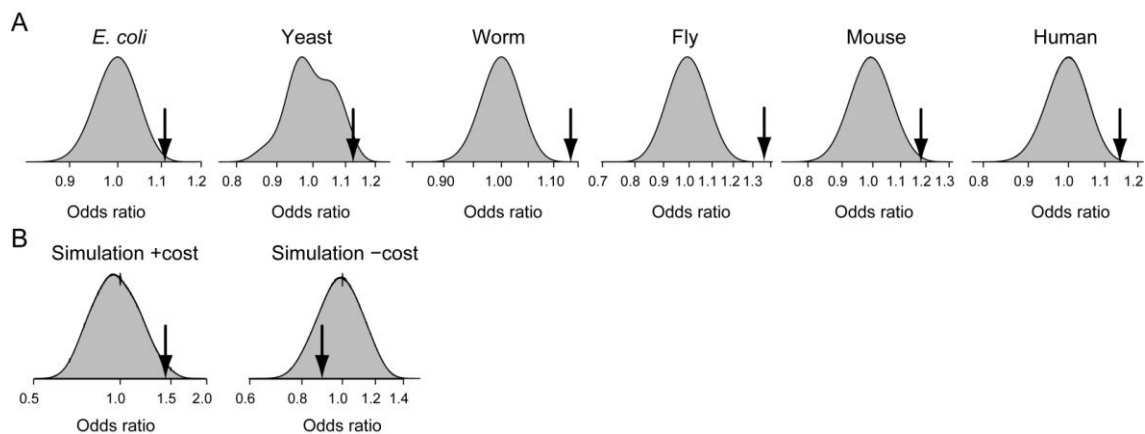 A
E. coli Yeast Worm Fly Mouse Human
0.9 1.0 1.1 1.2 0.8 0.9 1.0 1.1 1.2 0.90 1.00 1.10 0.7 0.8 0.9 1.0 1.1 1.2 1.3 0.8 0.9 1.0 1.1 1.2 1.3 0.8 0.9 1.0 1.1 1.2
Odds ratio Odds ratio Odds ratio Odds ratio Odds ratio Odds ratio
B
Simulation +cost Simulation −cost
0.5 1.0 1.5 2.0 0.6 0.8 1.0 1.2 1.4
Odds ratio Odds ratio